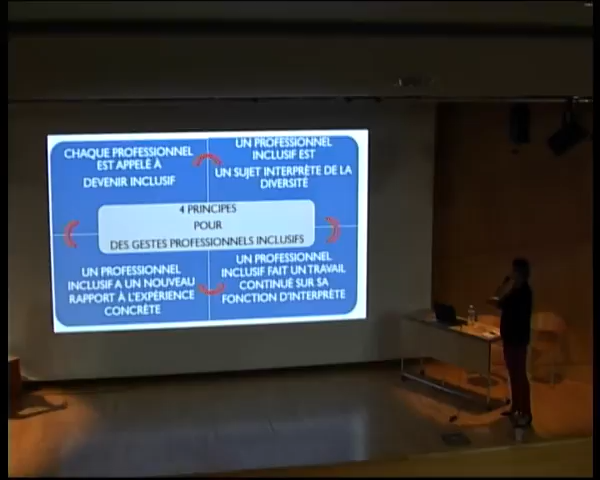 CHAQUE PROFESSIONNEL
EST APPELÉ À
DEVENIR INCLUSIF
UN PROFESSIONNEL
INCLUSIF EST
UN SUJET INTERPRÈTE DE LA
DIVERSITÉ
4 PRINCIPES
POUR
DES GESTES PROFESSIONNELS INCLUSIFS
UN PROFESSIONNEL
INCLUSIF A UN NOUVEAU
RAPPORT À L'EXPÉRIENCE
CONCRÈTE
UN PROFESSIONNEL
INCLUSIF FAIT UN TRAVAIL
CONTINUÉ SUR SA
FONCTION D'INTERPRÈTE